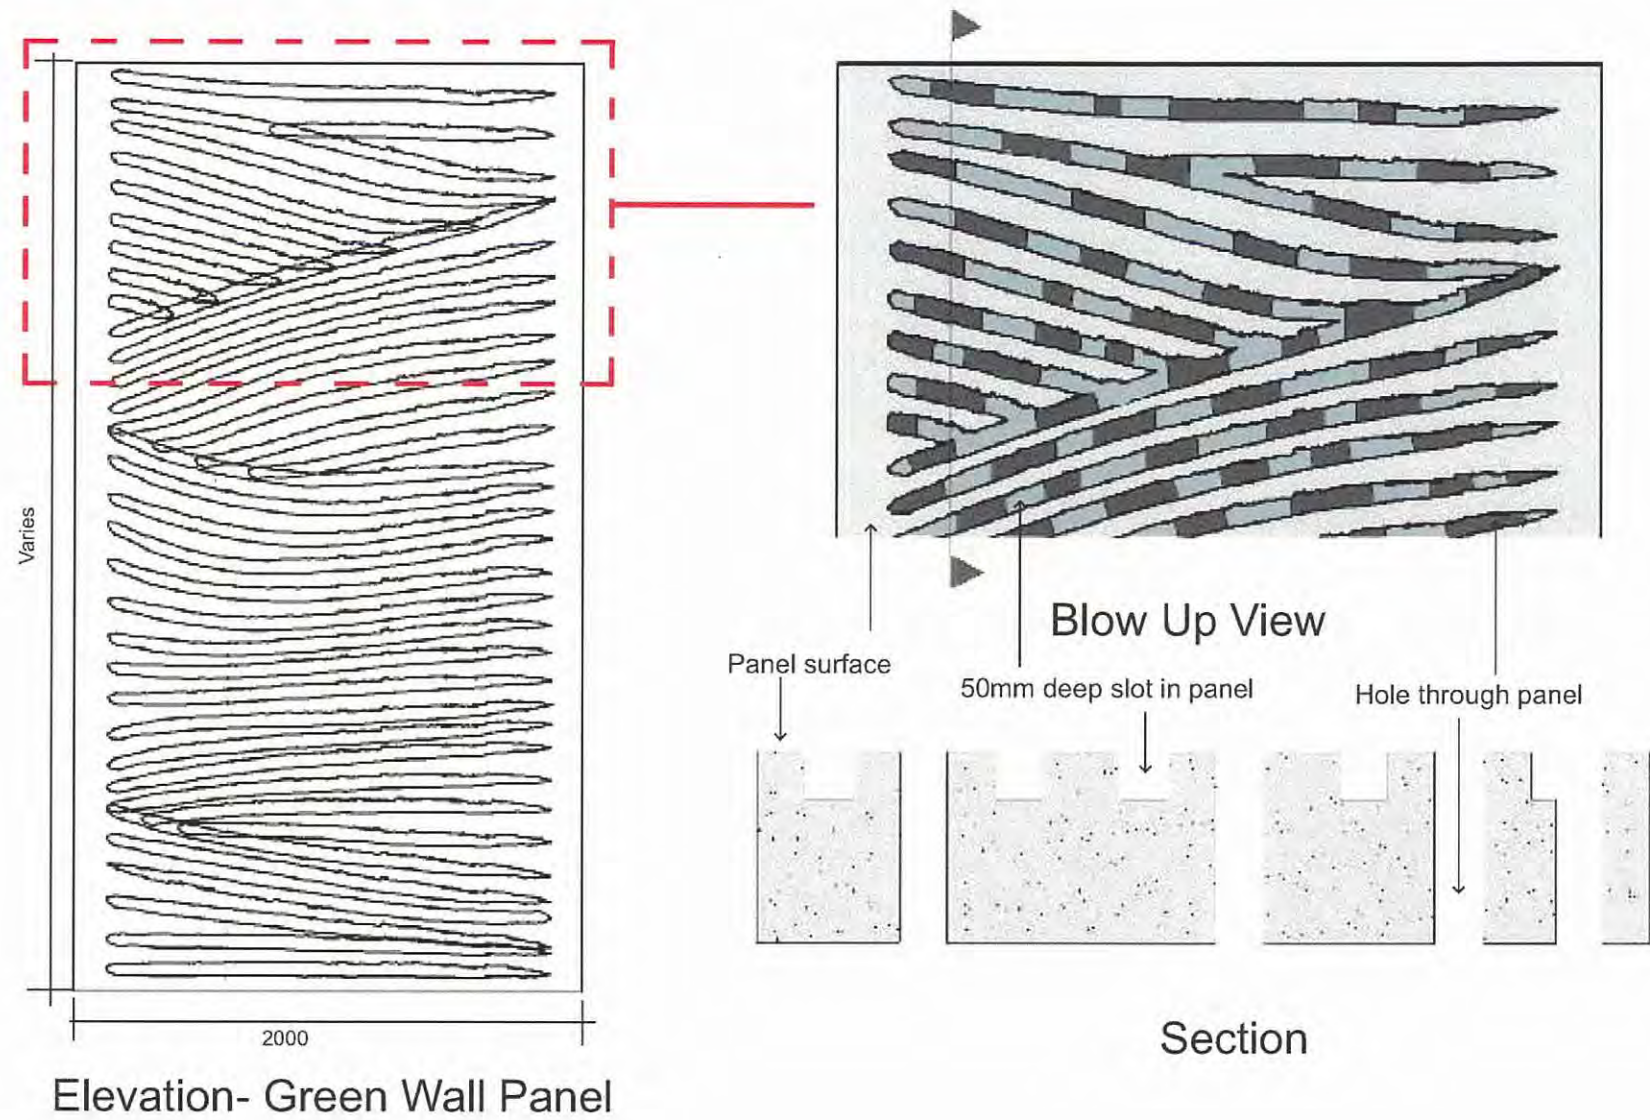 Varies
2000
Elevation- Green Wall Panel
Blow Up View
Panel surface
50mm deep slot in panel
Hole through panel
Section